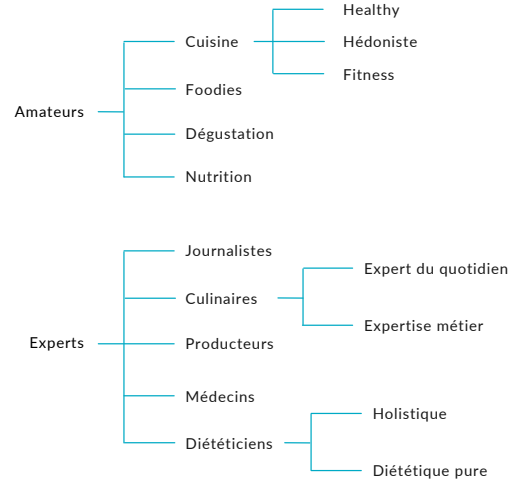 Healthy
Cuisine
Hédoniste
Fitness
Foodies
Amateurs
Dégustation
Nutrition
Journalistes
Expert du quotidien
Culinaires
Expertise métier
Experts
Producteurs
Médecins
Holistique
Diététiciens
Diététique pure